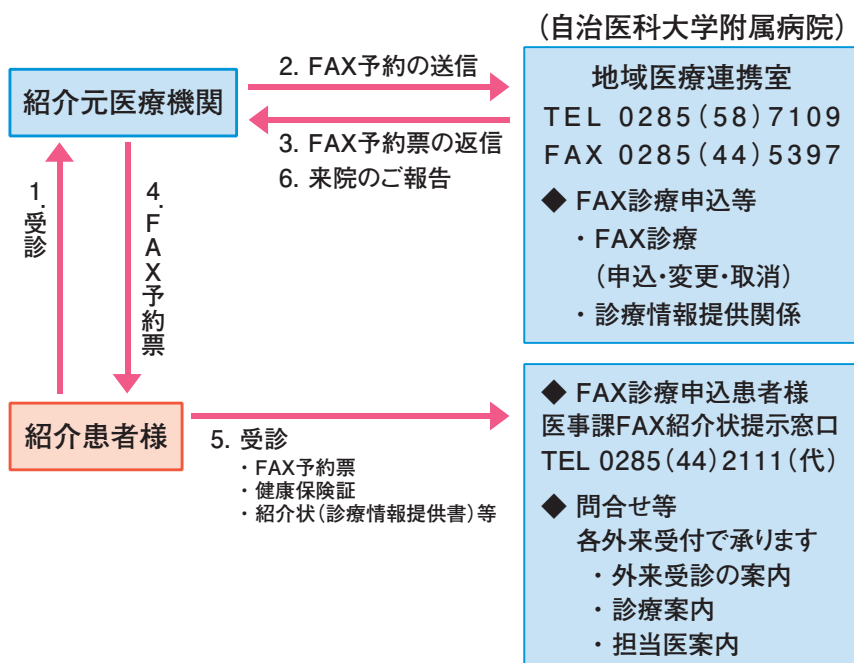 (自治医科大学附属病院)
紹介元医療機関
2. FAX予約の送信
3. FAX予約票の返信
6. 来院のご報告
地域医療連携室
TEL 0285(58)7109
FAX 0285(44)5397
◆ FAX診療申込等
・FAX診療
(申込・変更・取消)
・診療情報提供関係
1.受診
4.FAX予約票
紹介患者様
5. 受診
・FAX予約票
・健康保険証
・紹介状(診療情報提供書)等
◆ FAX診療申込患者様
医事課FAX紹介状提示窓口
TEL 0285(44)2111(代)
◆ 問合せ等
各外来受付で承ります
・外来受診の案内
・診療案内
・担当医案内